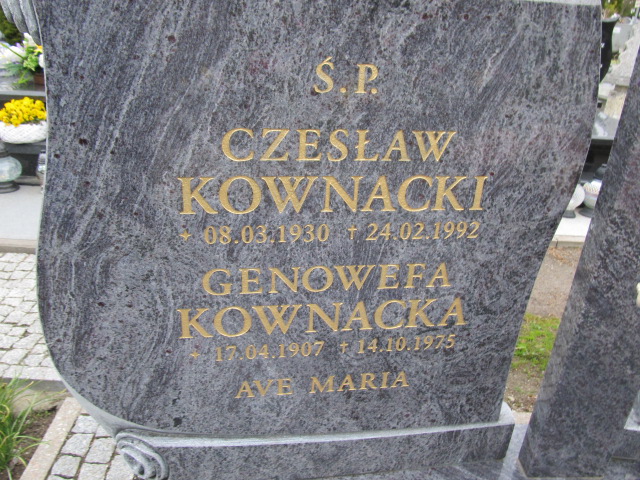 Ś.P.
CZESŁAW
KOWNACKI
+ 08.03.1930 † 24.02.1992
GENOWEFA
KOWNACKA
+ 17.04.1907 † 14.10.1975
AVE MARIA